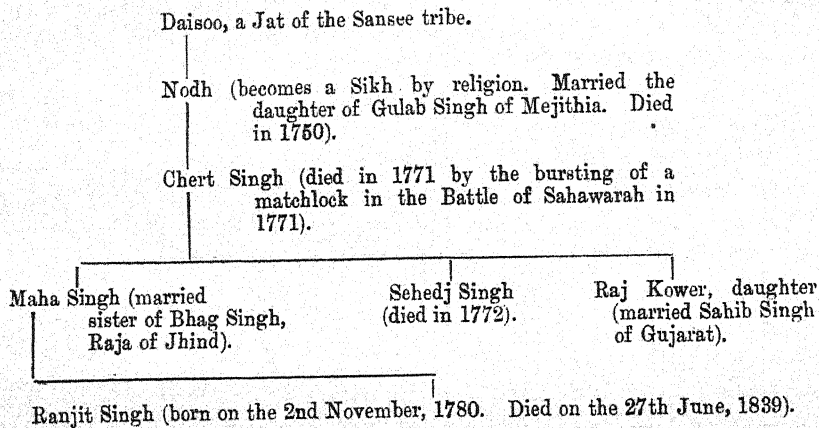 Daisoo, a Jat of the Sansee tribe.
Nodh (becomes a Sikh by religion. Married the
daughter of Gulab Singh of Mejithia. Died
in 1750).
Chert Singh (died in 1771 by the bursting of a
matchlock in the Battle of Sahawarah in
1771).
Maha Singh (married
sister of Bhag Singh,
Raja of Jhind).
Sehedj Singh
(died in 1772).
Raj Kower, daughter
(married Sahib Singh
of Gujarat).
Ranjit Singh (born on the 2nd November, 1780. Died on the 27th June, 1839).